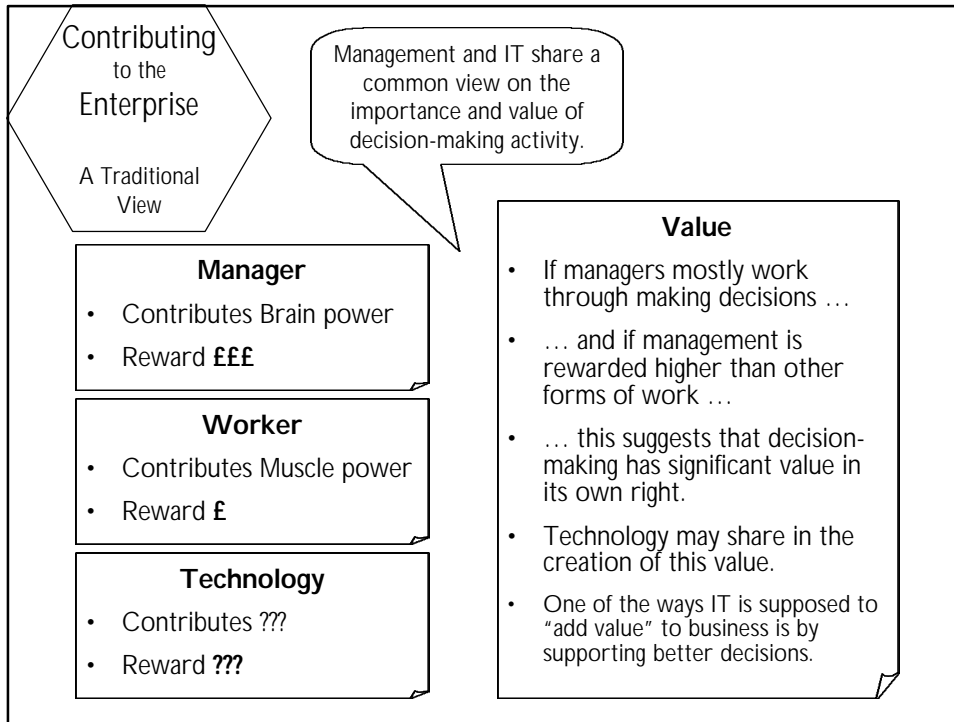 Contributing
to the
Enterprise
A Traditional
View
Management and IT share a
common view on the
importance and value of
decision-making activity.
Manager
• Contributes Brain power
• Reward £££
Worker
• Contributes Muscle power
• Reward £
Technology
• Contributes ???
• Reward ???
Value
• If managers mostly work
through making decisions …
• … and if management is
rewarded higher than other
forms of work …
• … this suggests that decision-
making has significant value in
its own right.
• Technology may share in the
creation of this value.
• One of the ways IT is supposed to
“add value” to business is by
supporting better decisions.